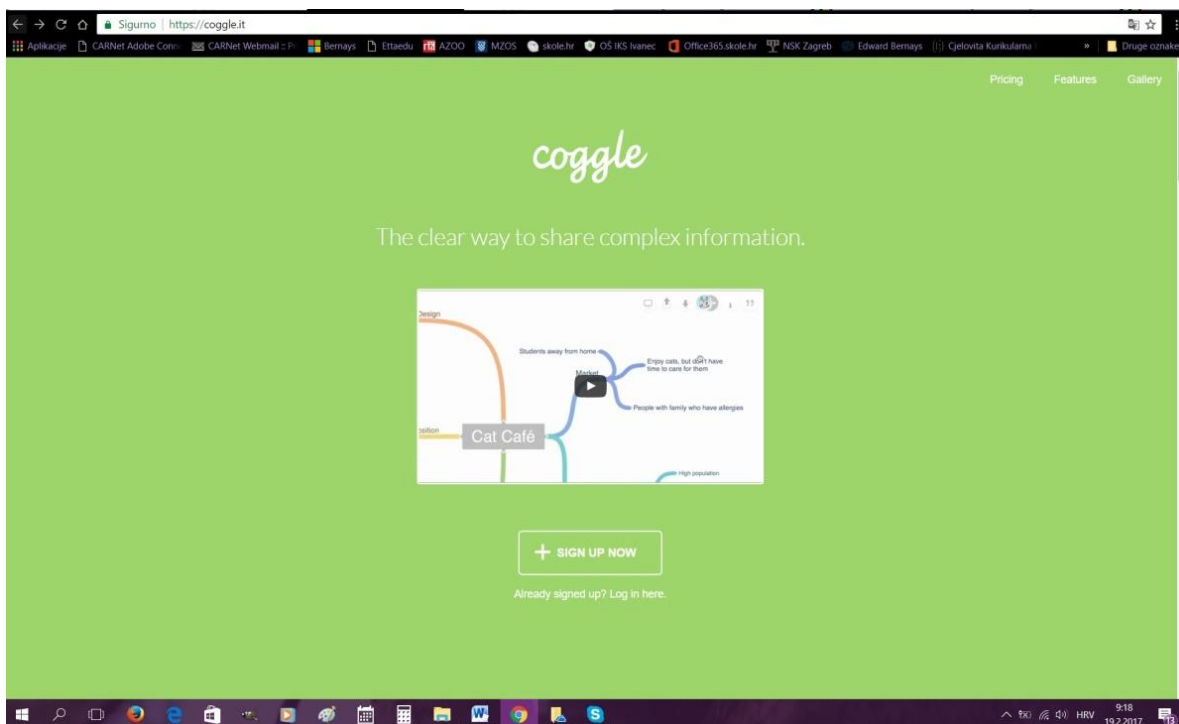 Sigurno | https://coggle.it
Aplikacije CARNet Adobe Conn CARNet Webmail :: Pr Bernays Ettaedu AZOO MZOS skole.hr OŠ IKS Ivanec Office365.skole.hr NSK Zagreb Edward Bernays Cjelovita Kurikularna » Druge oznake
Pricing Features Gallery
coggle
The clear way to share complex information.
Design
Students away from home
Enjoy cats, but don't have
time to care for them
Market
People with family who have allergies
osition
Cat Café
High population
+ SIGN UP NOW
Already signed up? Log in here.
HRV
9:18
19.2.2017
13